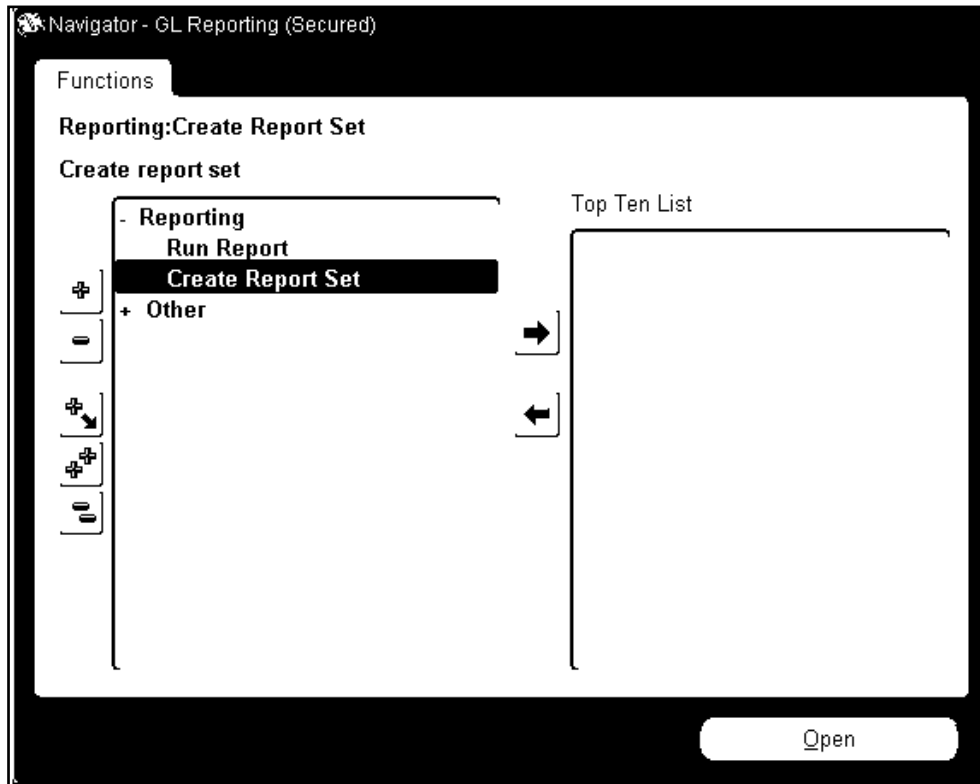 Navigator - GL Reporting (Secured)
Functions
Reporting:Create Report Set
Create report set
Top Ten List
- Reporting
Run Report
Create Report Set
+ Other
Open